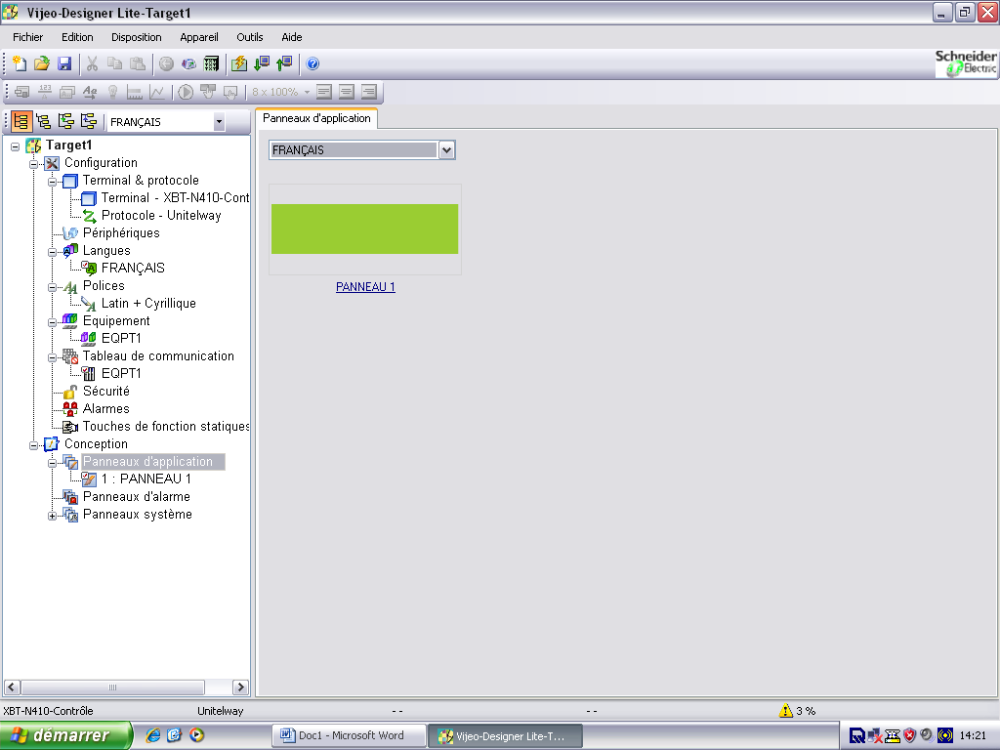 Vijeo-Designer Lite-Target1
Fichier Edition Disposition Appareil Outils Aide
Schneider Electric
123
8 x 100%
FRANÇAIS
Panneaux d'application
Target1
FRANÇAIS
Configuration
Terminal & protocole
Terminal - XBT-N410-Cont
Protocole - Unitelway
Périphériques
Langues
FRANÇAIS
Polices
Latin + Cyrillique
Equipement
EQPT1
Tableau de communication
EQPT1
Sécurité
Alarmes
Touches de fonction statiques
Conception
Panneaux d'application
1 : PANNEAU 1
Panneaux d'alarme
Panneaux système
PANNEAU 1
XBT-N410-Contrôle Unitelway -- -- 3 %
démarrer Doc1 - Microsoft Word Vijeo-Designer Lite-T... 14:21